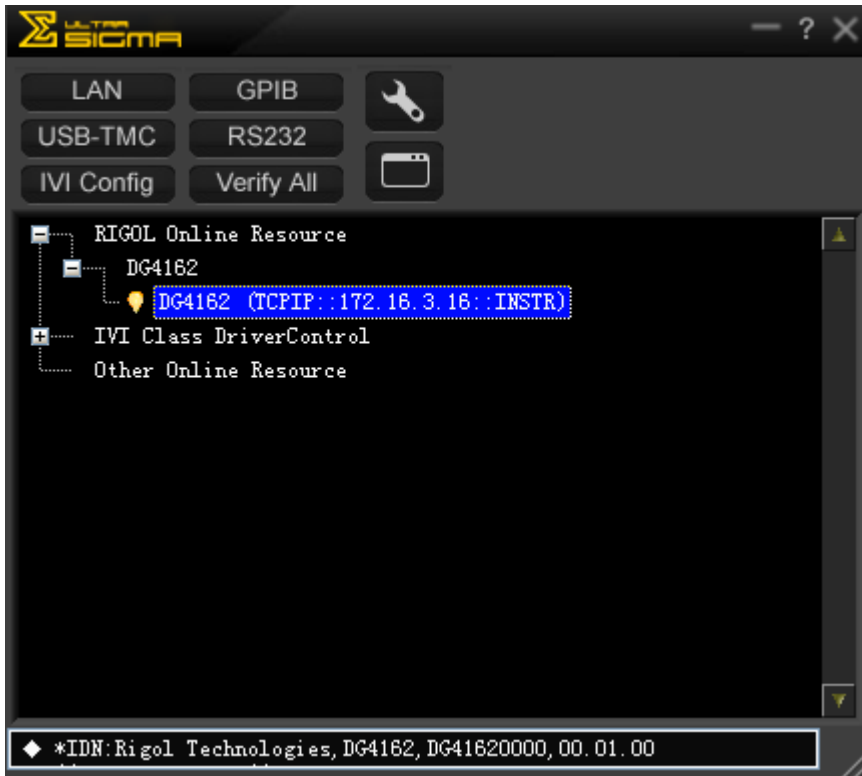 ULTRA
SIGMA
?
LAN GPIB
USB-TMC RS232
IVI Config Verify All
RIGOL Online Resource
DG4162
DG4162 (TCPIP::172.16.3.16::INSTR)
IVI Class DriverControl
Other Online Resource
*IDN:Rigol Technologies,DG4162,DG41620000,00.01.00